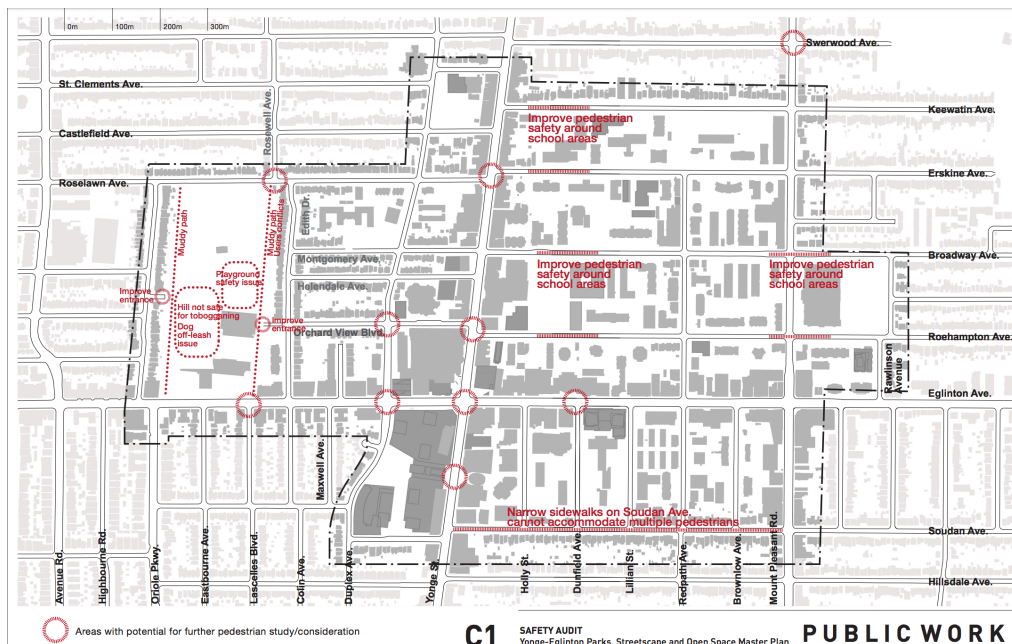 0m 100m 200m 300m
Swerwood Ave.
St. Clements Ave.
Keewatin Ave.
Improve pedestrian
safety around
school areas
Castlefield Ave.
Rosewell Ave.
Erskine Ave.
Roselawn Ave.
Muddy path
Muddy path
Users conflicts
Edith Dr.
Montgomery Ave.
Broadway Ave.
Improve pedestrian
safety around
school areas
Improve pedestrian
safety around
school areas
Playground
safety issue
Helendale Ave.
Improve
entrance
Hill not safe
for toboggining
Dog
off-leash
issue
Improve
entrance
Orchard View Blvd.
Roehampton Ave.
Rawlinson
Avenue
Eglinton Ave.
Maxwell Ave.
Narrow sidewalks on Soudan Ave.
cannot accommodate multiple pedestrians
Soudan Ave.
Avenue Rd.
Highbourne Rd.
Oriole Pkwy.
Eastbourne Ave.
Lascelles Blvd.
Colin Ave.
Duplex Ave.
Yonge St.
Holly St.
Dunfield Ave.
Lillian St.
Redpath Ave.
Brownlow Ave.
Mount Pleasant Rd.
Hillsdale Ave.
Areas with potential for further pedestrian study/consideration
C1
SAFETY AUDIT
Yonge-Eglinton Parks, Streetscape and Open Space Master Plan
PUBLIC WORK